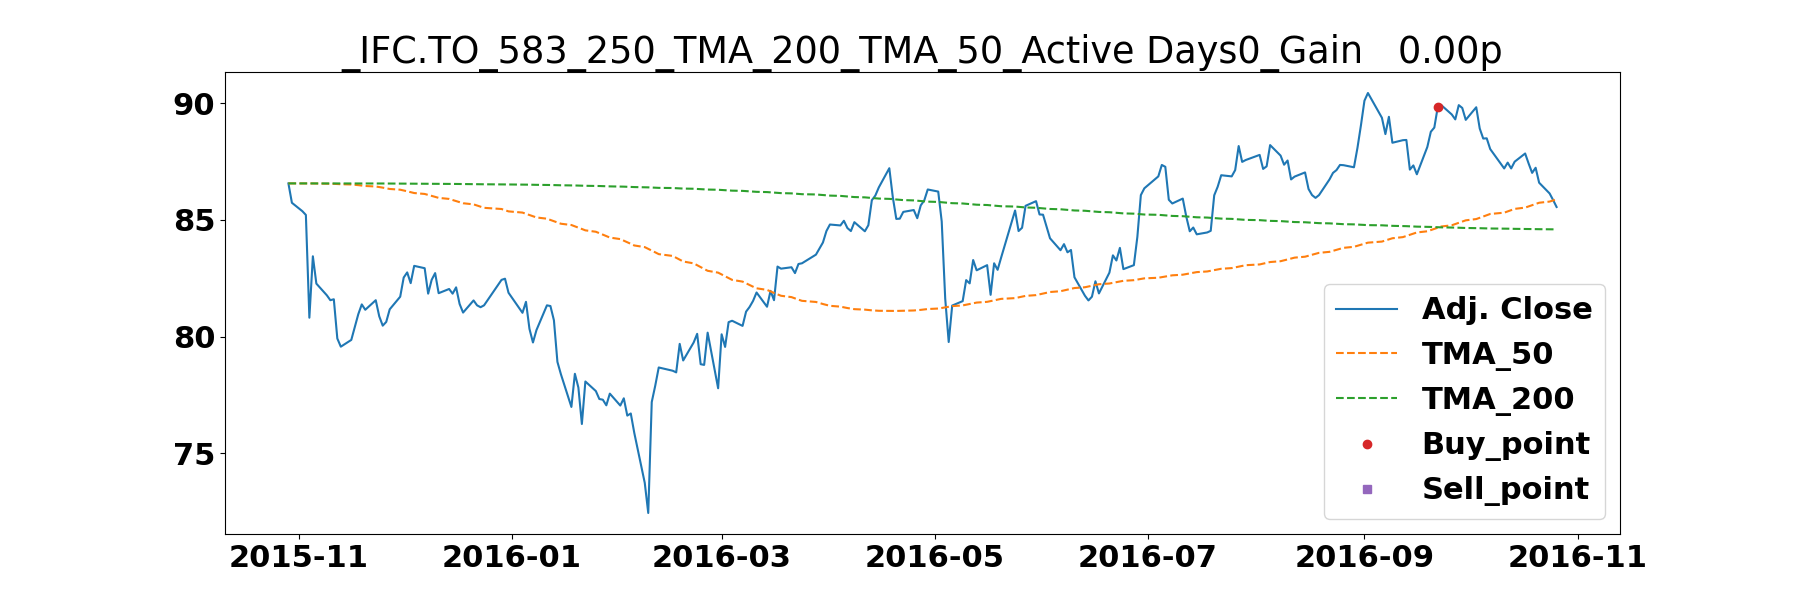 _IFC.TO_583_250_TMA_200_TMA_50_Active Days0_Gain   0.00p
90
85
80
75
Adj. Close
TMA_50
TMA_200
Buy_point
Sell_point
2015-11 2016-01 2016-03 2016-05 2016-07 2016-09 2016-11